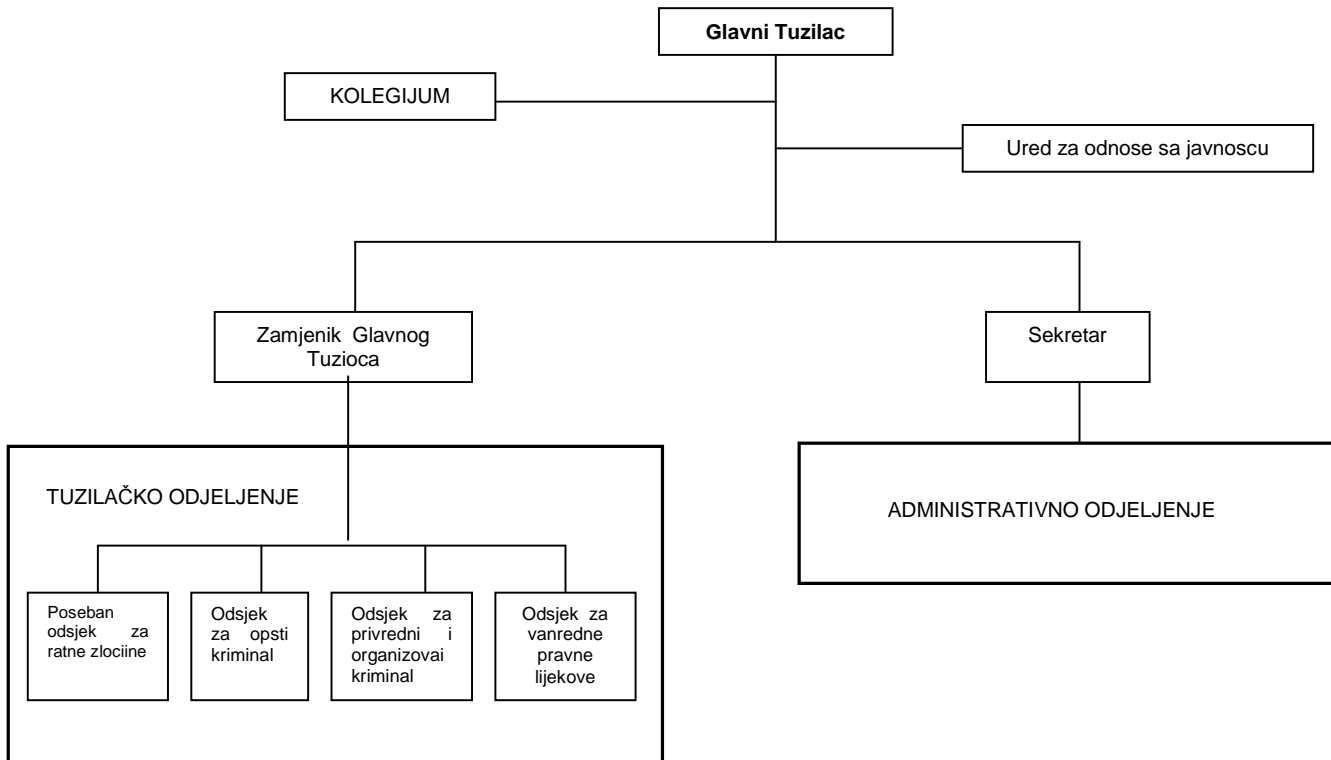 Glavni Tuzilac
KOLEGIJUM
Ured za odnose sa javnoscu
Zamjenik Glavnog
Tuzioca
Sekretar
TUZILAČKO ODJELJENJE
ADMINISTRATIVNO ODJELJENJE
Poseban
odsjek za
ratne zlociine
Odsjek
za opsti
kriminal
Odsjek za
privredni i
organizovai
kriminal
Odsjek za
vanredne
pravne
lijekove